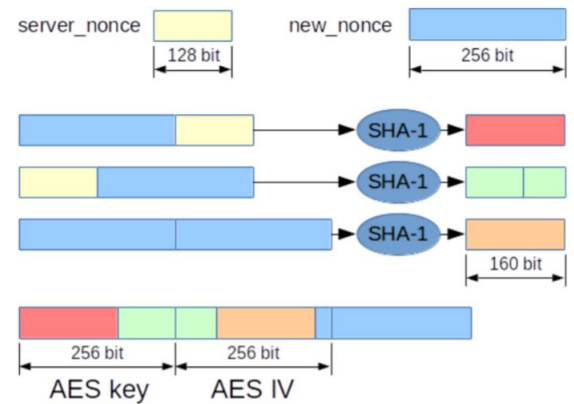 server_nonce new_nonce
128 bit 256 bit
SHA-1
SHA-1
SHA-1
160 bit
256 bit 256 bit
AES key AES IV